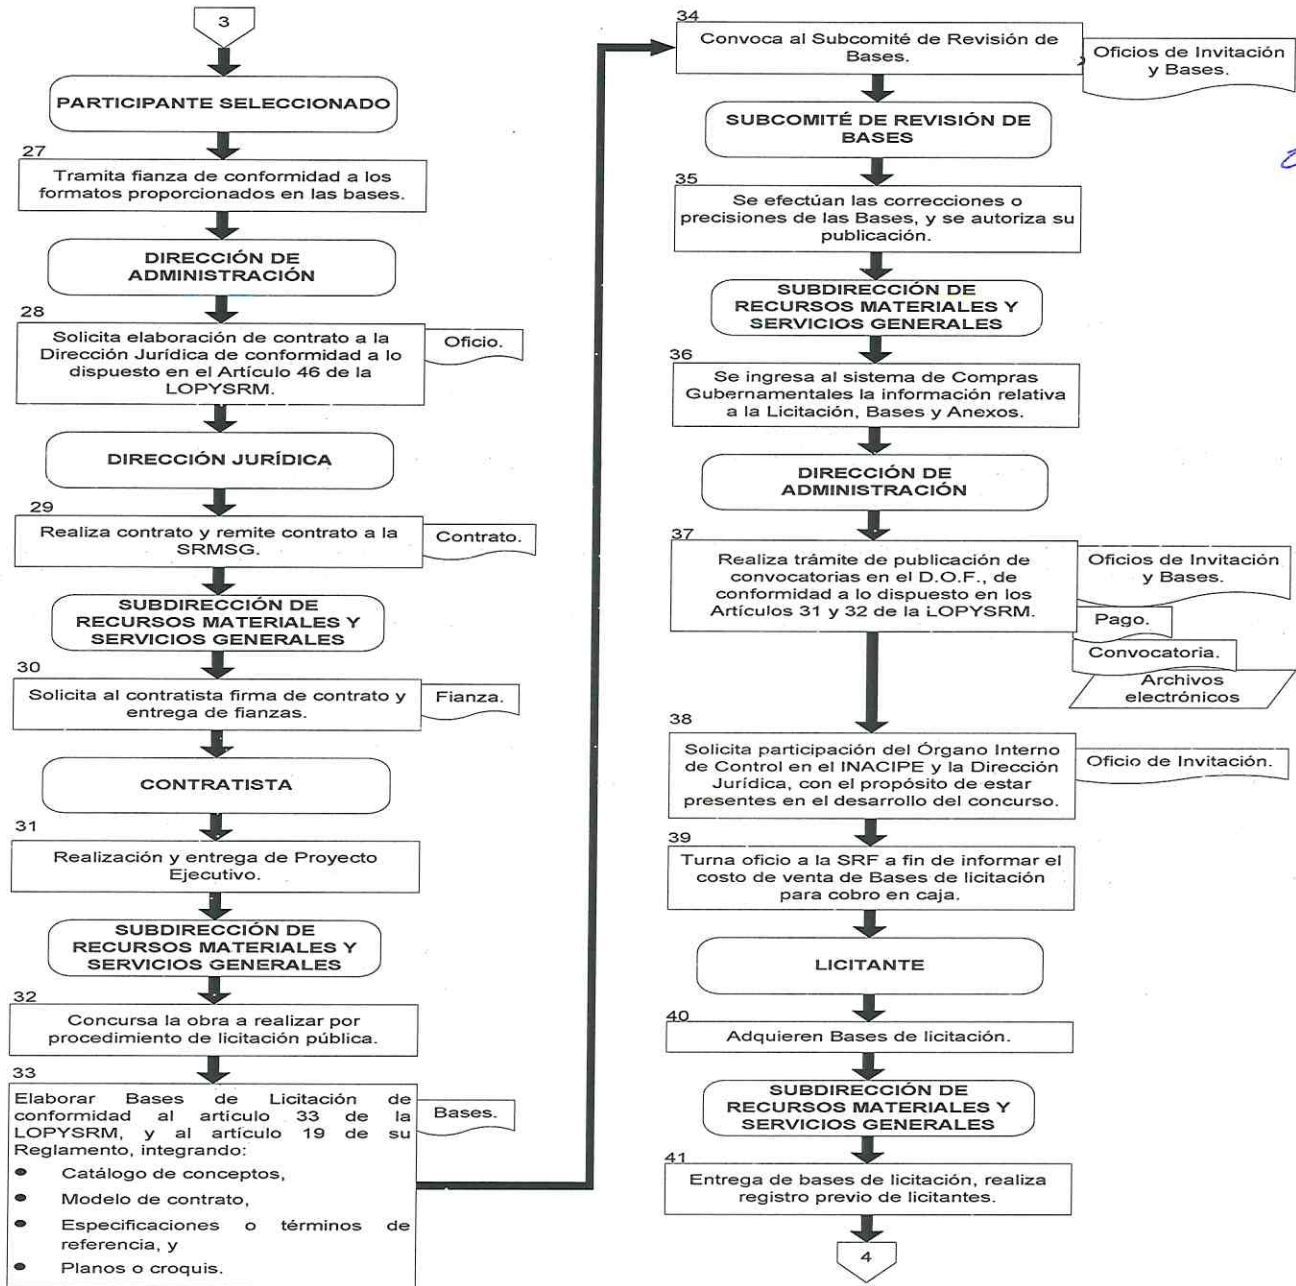 3
PARTICIPANTE SELECCIONADO
27
Tramita fianza de conformidad a los
formatos proporcionados en las bases.
DIRECCIÓN DE
ADMINISTRACIÓN
28
Solicita elaboración de contrato a la
Dirección Jurídica de conformidad a lo
dispuesto en el Artículo 46 de la
LOPYSRM.
Oficio.
DIRECCIÓN JURÍDICA
29
Realiza contrato y remite contrato a la
SRMSG.
Contrato.
SUBDIRECCIÓN DE
RECURSOS MATERIALES Y
SERVICIOS GENERALES
30
Solicita al contratista firma de contrato y
entrega de fianzas.
Fianza.
CONTRATISTA
31
Realización y entrega de Proyecto
Ejecutivo.
SUBDIRECCIÓN DE
RECURSOS MATERIALES Y
SERVICIOS GENERALES
32
Concursa la obra a realizar por
procedimiento de licitación pública.
33
Elaborar Bases de Licitación de
conformidad al artículo 33 de la
LOPYSRM, y al artículo 19 de su
Reglamento, integrando:
• Catálogo de conceptos,
• Modelo de contrato,
• Especificaciones o términos de
referencia, y
• Planos o croquis.
Bases.
34
Convoca al Subcomité de Revisión de
Bases.
Oficios de Invitación
y Bases.
SUBCOMITÉ DE REVISIÓN DE
BASES
35
Se efectúan las correcciones o
precisiones de las Bases, y se autoriza su
publicación.
SUBDIRECCIÓN DE
RECURSOS MATERIALES Y
SERVICIOS GENERALES
36
Se ingresa al sistema de Compras
Gubernamentales la información relativa
a la Licitación, Bases y Anexos.
DIRECCIÓN DE
ADMINISTRACIÓN
37
Realiza trámite de publicación de
convocatorias en el D.O.F., de
conformidad a lo dispuesto en los
Artículos 31 y 32 de la LOPYSRM.
Oficios de Invitación
y Bases.
Pago.
Convocatoria.
Archivos
electrónicos
38
Solicita participación del Órgano Interno
de Control en el INACIPE y la Dirección
Jurídica, con el propósito de estar
presentes en el desarrollo del concurso.
Oficio de Invitación.
39
Turna oficio a la SRF a fin de informar el
costo de venta de Bases de licitación
para cobro en caja.
LICITANTE
40
Adquieren Bases de licitación.
SUBDIRECCIÓN DE
RECURSOS MATERIALES Y
SERVICIOS GENERALES
41
Entrega de bases de licitación, realiza
registro previo de licitantes.
4